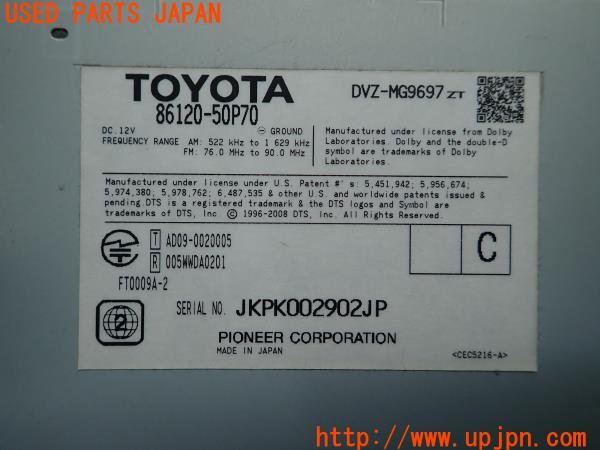 USED PARTS JAPAN
TOYOTA
86120-50P70
DVZ-MG9697 ZT
DC. 12V
⊖ GROUND
FREQUENCY RANGE AM: 522 kHz to 1 629 kHz
FM: 76.0 MHz to 90.0 MHz
Manufactured under license from Dolby
Laboratories. Dolby and the double-D
symbol are trademarks of Dolby
Laboratories.
Manufactured under license under U.S. Patent #'s: 5,451,942; 5,956,674;
5,974,380; 5,978,762; 6,487,535 & other U.S. and worldwide patents issued &
pending. DTS is a registered trademark & the DTS logos and Symbol are
trademarks of DTS, Inc. © 1996-2008 DTS, Inc. All Rights Reserved.
T AD09-0020005
R 005WWDA0201
FT0009A-2
C
2
SERIAL NO. JKPK002902JP
PIONEER CORPORATION
MADE IN JAPAN
<CEC5216-A>
http://www.upjpn.com/